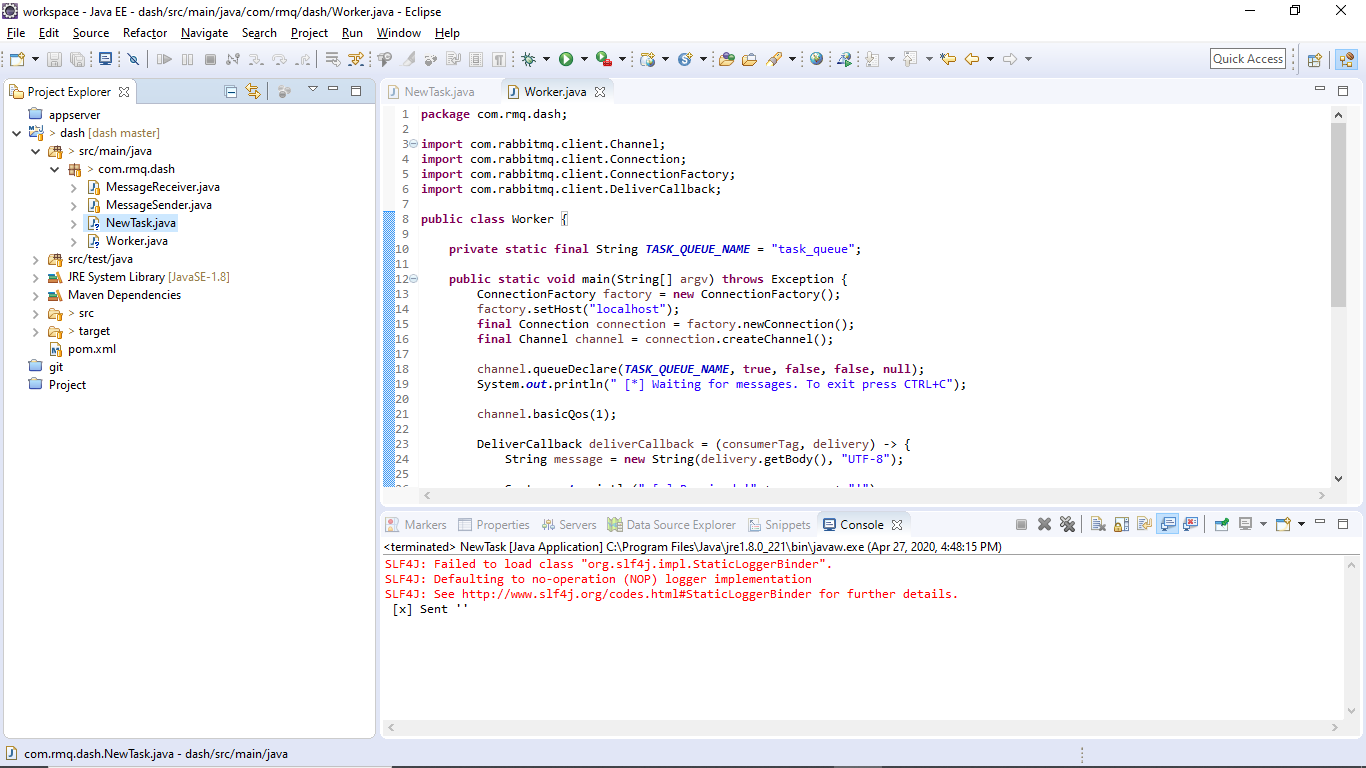 workspace - Java EE - dash/src/main/java/com/rmq/dash/Worker.java - Eclipse
File Edit Source Refactor Navigate Search Project Run Window Help
Quick Access
Project Explorer
appserver
> dash [dash master]
> src/main/java
> com.rmq.dash
MessageReceiver.java
MessageSender.java
NewTask.java
Worker.java
src/test/java
JRE System Library [JavaSE-1.8]
Maven Dependencies
> src
> target
pom.xml
git
Project
NewTask.java Worker.java
1 package com.rmq.dash;
2
3 import com.rabbitmq.client.Channel;
4 import com.rabbitmq.client.Connection;
5 import com.rabbitmq.client.ConnectionFactory;
6 import com.rabbitmq.client.DeliverCallback;
7
8 public class Worker {
9
10 private static final String TASK_QUEUE_NAME = "task_queue";
11
12 public static void main(String[] argv) throws Exception {
13 ConnectionFactory factory = new ConnectionFactory();
14 factory.setHost("localhost");
15 final Connection connection = factory.newConnection();
16 final Channel channel = connection.createChannel();
17
18 channel.queueDeclare(TASK_QUEUE_NAME, true, false, false, null);
19 System.out.println(" [*] Waiting for messages. To exit press CTRL+C");
20
21 channel.basicQos(1);
22
23 DeliverCallback deliverCallback = (consumerTag, delivery) -> {
24 String message = new String(delivery.getBody(), "UTF-8");
25
Markers Properties Servers Data Source Explorer Snippets Console
<terminated> NewTask [Java Application] C:\Program Files\Java\jre1.8.0_221\bin\javaw.exe (Apr 27, 2020, 4:48:15 PM)
SLF4J: Failed to load class "org.slf4j.impl.StaticLoggerBinder".
SLF4J: Defaulting to no-operation (NOP) logger implementation
SLF4J: See http://www.slf4j.org/codes.html#StaticLoggerBinder for further details.
[x] Sent ''
com.rmq.dash.NewTask.java - dash/src/main/java